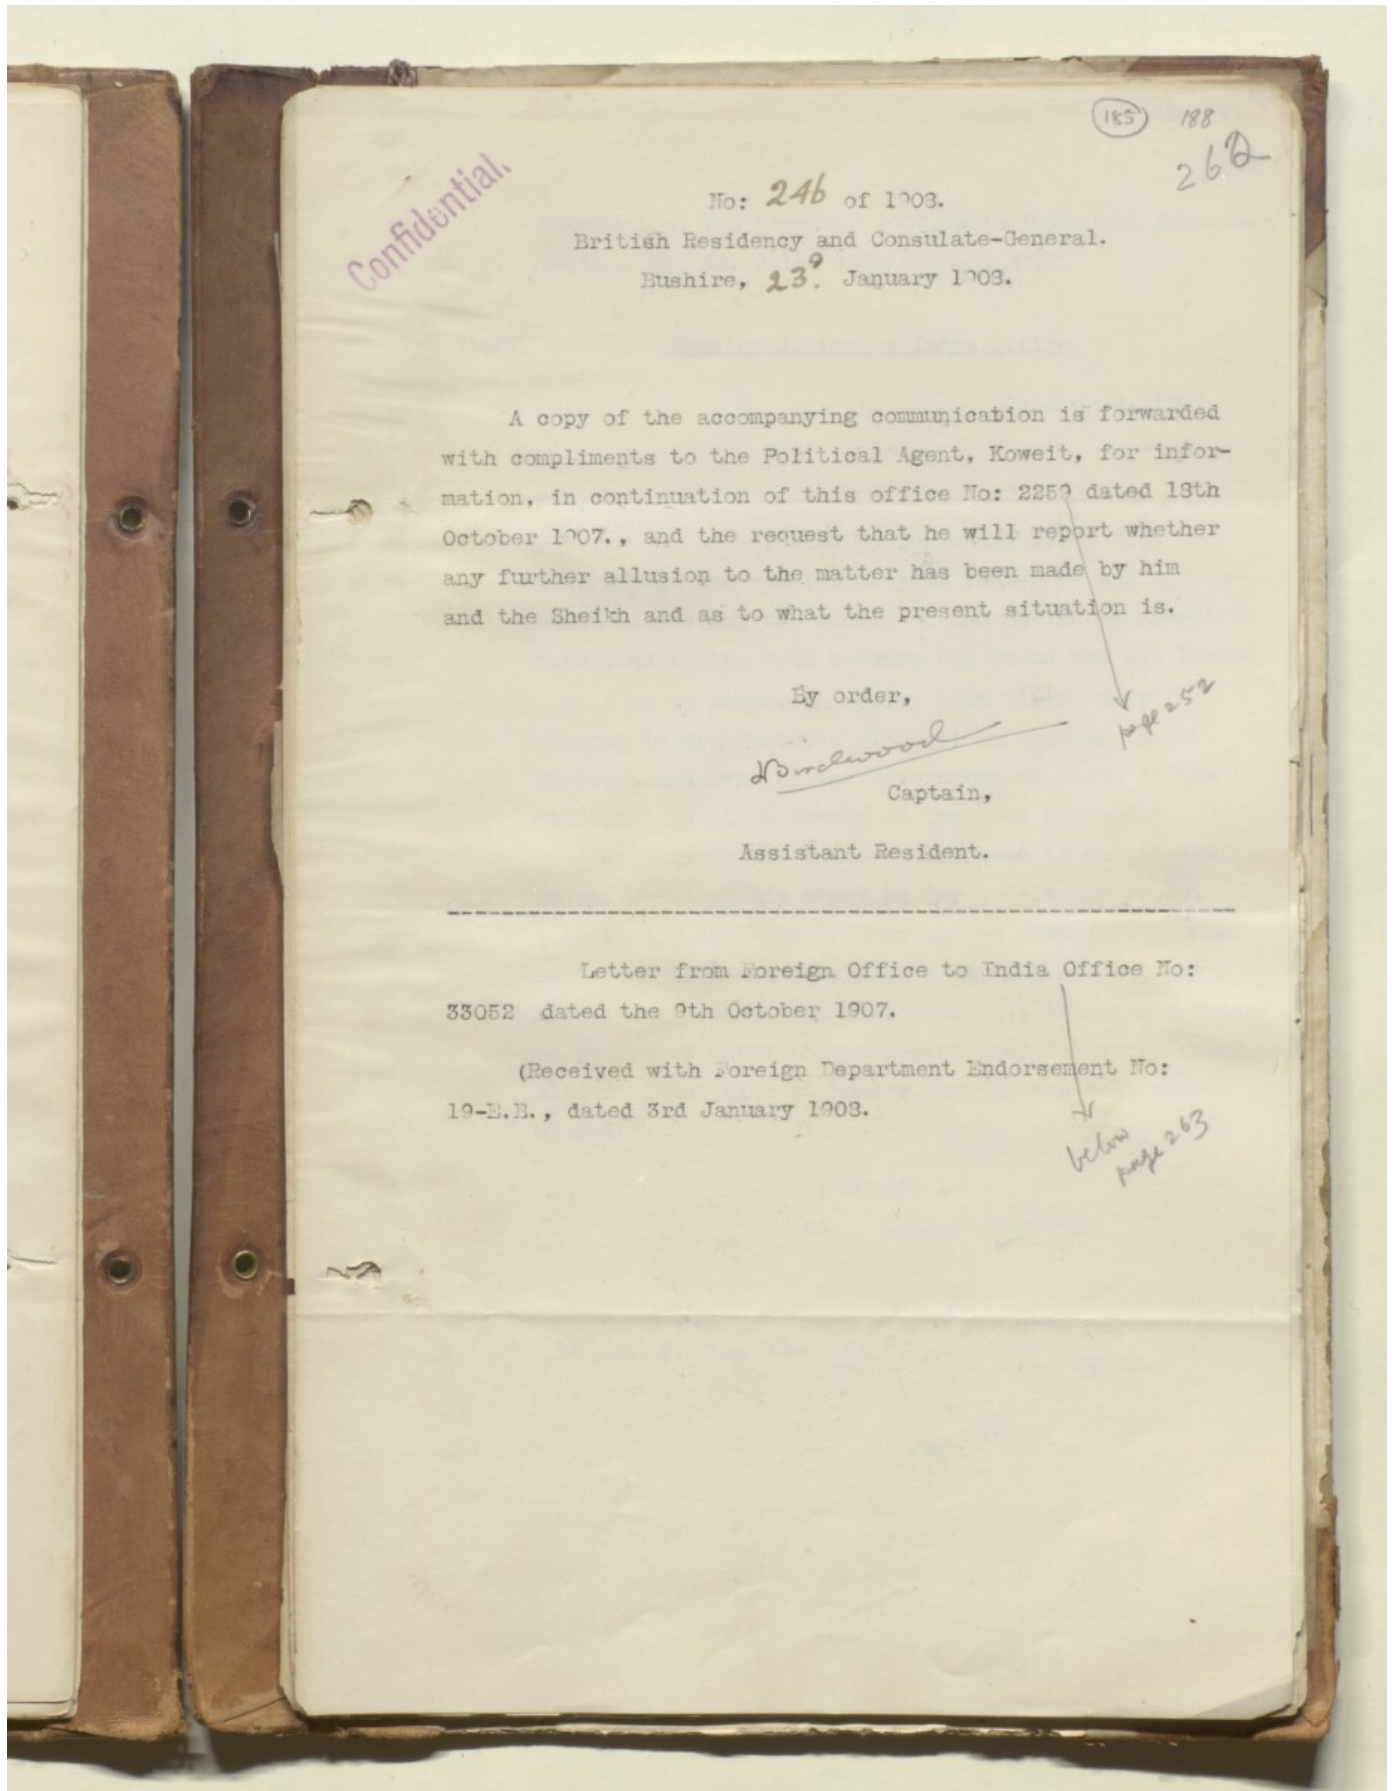 185 188
262
Confidential.
No: 246 of 1908.
British Residency and Consulate-General.
Bushire, 23? January 1908.
A copy of the accompanying communication is forwarded
with compliments to the Political Agent, Koweit, for infor-
mation, in continuation of this office No: 2259 dated 18th
October 1907., and the request that he will report whether
any further allusion to the matter has been made by him
and the Sheikh and as to what the present situation is.
By order,
page 252
Birdwood
Captain,
Assistant Resident.
Letter from Foreign Office to India Office No:
33052 dated the 9th October 1907.
(Received with Foreign Department Endorsement No:
19-E.B., dated 3rd January 1908.
below
page 263